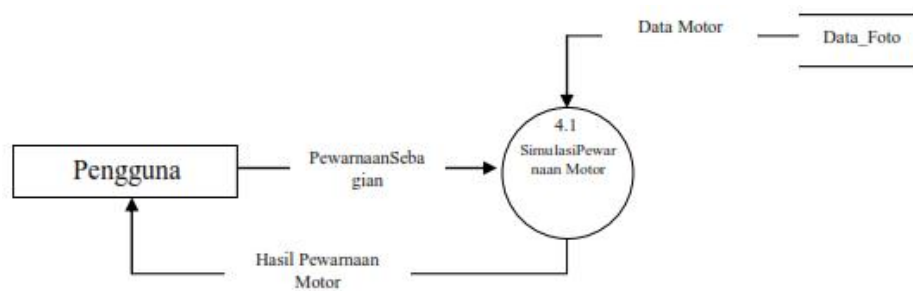 Data Motor
Data_Foto
4.1
SimulasiPewar
naan Motor
Pengguna
PewarnaanSeba
gian
Hasil Pewarnaan
Motor